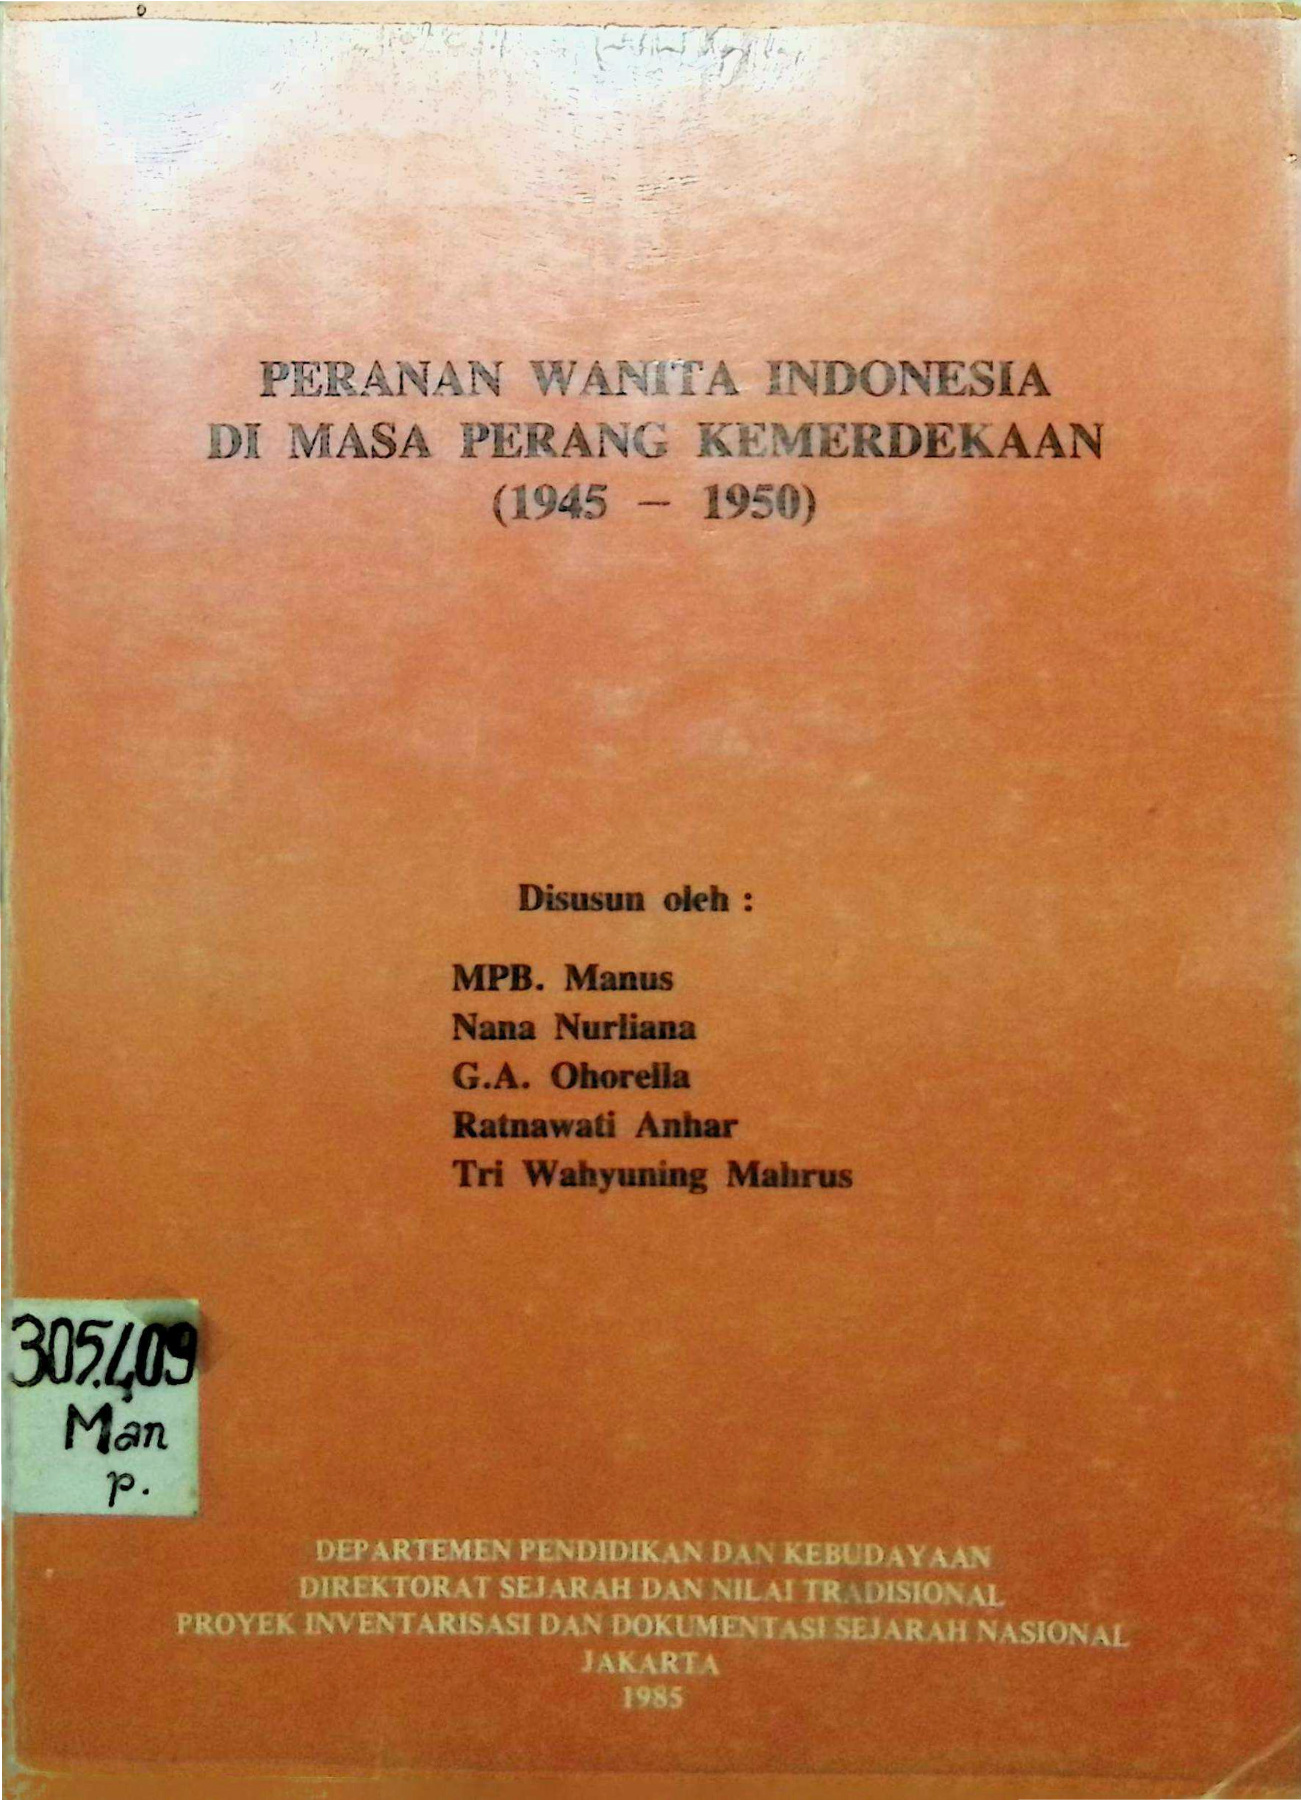 PERANAN WANITA INDONESIA
DI MASA PERANG KEMERDEKAAN
(1945 – 1950)
Disusun oleh :
MPB. Manus
Nana Nurliana
G.A. Ohorella
Ratnawati Anhar
Tri Wahyuning Mahrus
305.409
Man
p.
DEPARTEMEN PENDIDIKAN DAN KEBUDAYAAN
DIREKTORAT SEJARAH DAN NILAI TRADISIONAL
PROYEK INVENTARISASI DAN DOKUMENTASI SEJARAH NASIONAL
JAKARTA
1985